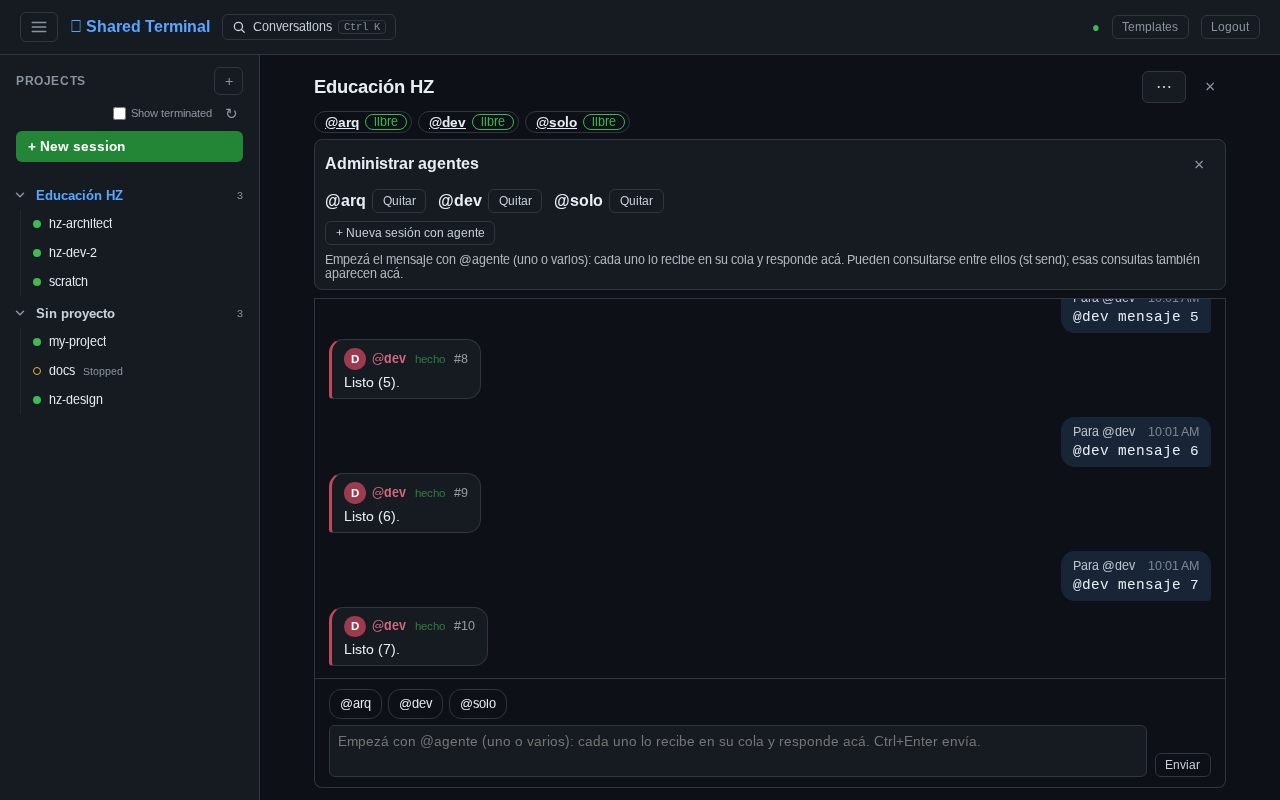 Shared Terminal
Conversations Ctrl K
Templates
Logout
PROJECTS
+
Show terminated
+ New session
Educación HZ 3
hz-architect
hz-dev-2
scratch
Sin proyecto 3
my-project
docs Stopped
hz-design
Educación HZ
@arq libre @dev libre @solo libre
Administrar agentes
@arq Quitar @dev Quitar @solo Quitar
+ Nueva sesión con agente
Empezá el mensaje con @agente (uno o varios): cada uno lo recibe en su cola y responde acá. Pueden consultarse entre ellos (st send); esas consultas también
aparecen acá.
Para @dev 10:01 AM
@dev mensaje 5
D @dev hecho #8
Listo (5).
Para @dev 10:01 AM
@dev mensaje 6
D @dev hecho #9
Listo (6).
Para @dev 10:01 AM
@dev mensaje 7
D @dev hecho #10
Listo (7).
@arq @dev @solo
Empezá con @agente (uno o varios): cada uno lo recibe en su cola y responde acá. Ctrl+Enter envía.
Enviar